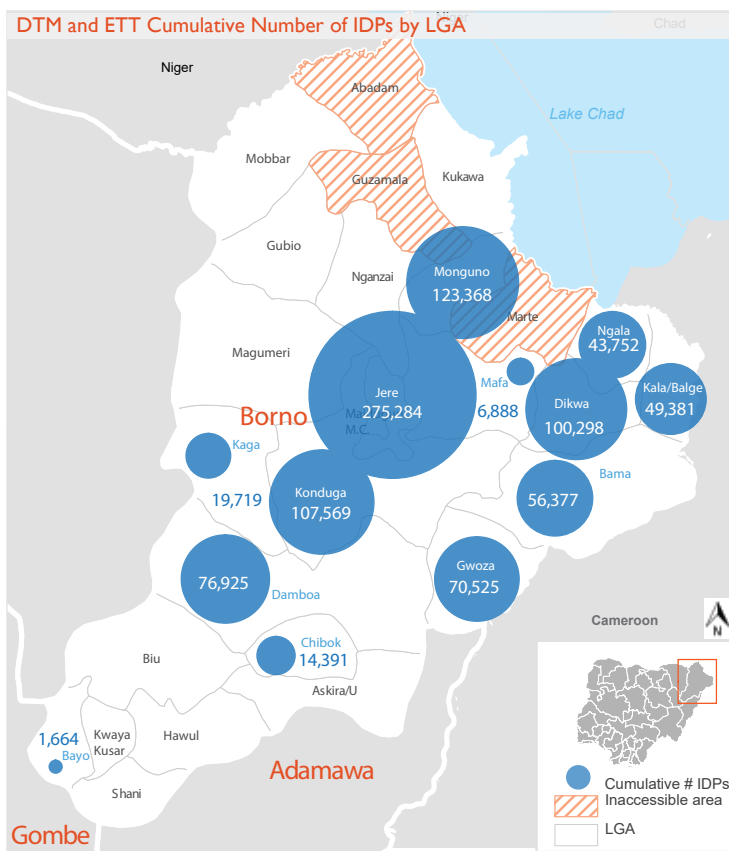 DTM and ETT Cumulative Number of IDPs by LGA
Niger
Chad
Niger
Abadam
Lake Chad
Mobbar
Guzamala
Kukawa
Gubio
Nganzai
Monguno
123,368
Marte
Ngala
43,752
Magumeri
Mafa
6,888
Kala/Balge
49,381
Jere
275,284
M.C.
Dikwa
100,298
Borno
Kaga
19,719
Konduga
107,569
Bama
56,377
Gwoza
70,525
76,925
Damboa
Cameroon
N
Chibok
14,391
Biu
Askira/U
1,664
Bayo
Kwaya
Kusar
Hawul
Adamawa
Shani
Gombe
Cumulative # IDPs
Inaccessible area
LGA